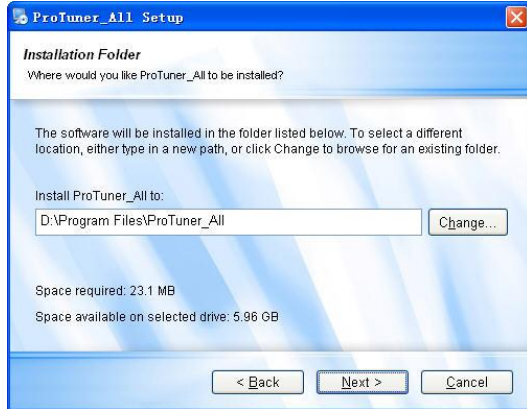 ProTuner_All Setup
Installation Folder
Where would you like ProTuner_All to be installed?
The software will be installed in the folder listed below. To select a different
location, either type in a new path, or click Change to browse for an existing folder.
Install ProTuner_All to:
D:\Program Files\ProTuner_All
Change...
Space required: 23.1 MB
Space available on selected drive: 5.96 GB
< Back
Next >
Cancel